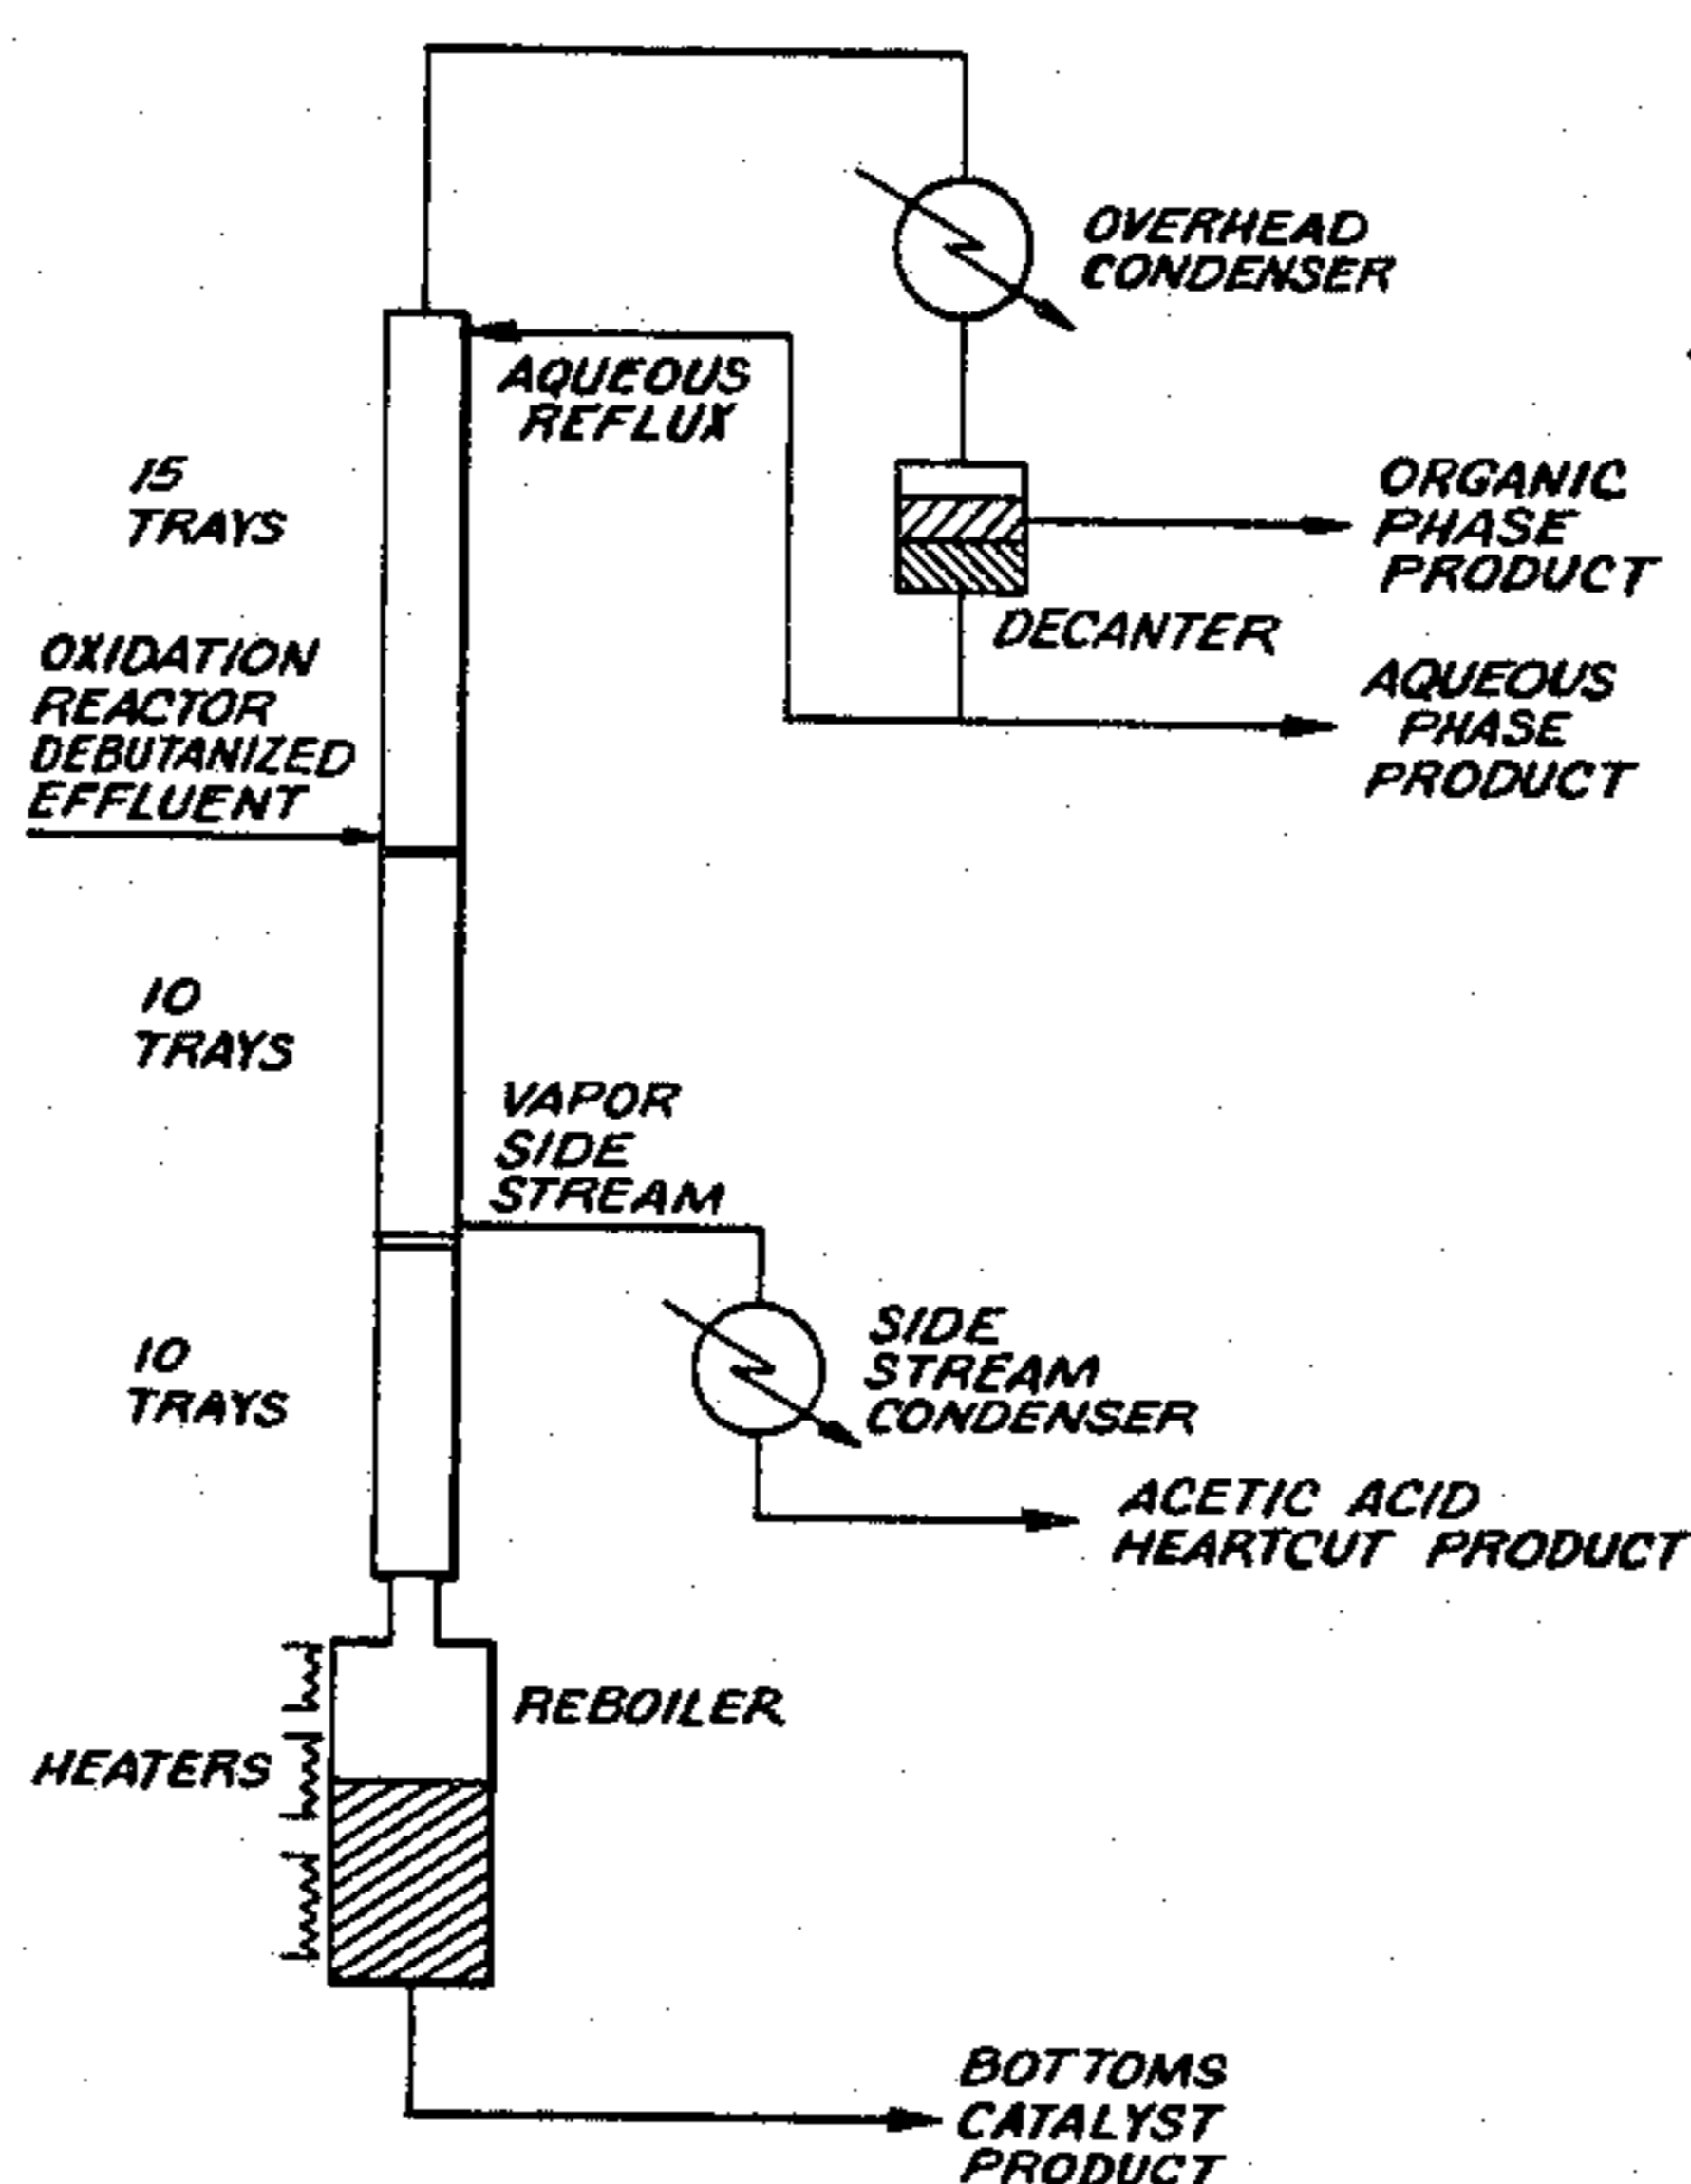 OVERHEAD
CONDENSER
AQUEOUS
REFLUX
15
TRAYS
ORGANIC
PHASE
PRODUCT
DECANTER
OXIDATION
REACTOR
DEBUTANIZED
EFFLUENT
AQUEOUS
PHASE
PRODUCT
10
TRAYS
VAPOR
SIDE
STREAM
10
TRAYS
SIDE
STREAM
CONDENSER
ACETIC ACID
HEARTCUT PRODUCT
REBOILER
HEATERS
BOTTOMS
CATALYST
PRODUCT